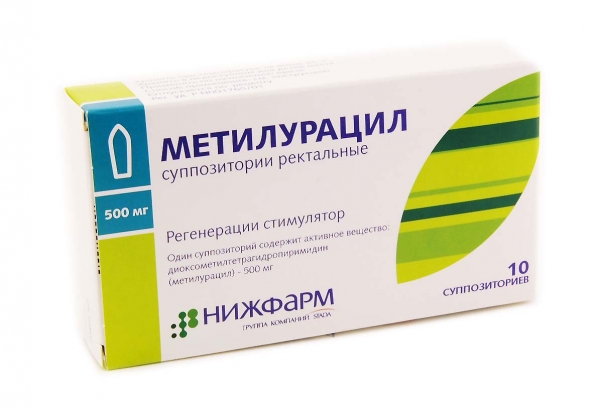 МЕТИЛУРАЦИЛ
суппозитории ректальные
500 мг
Регенерации стимулятор
Один суппозиторий содержит активное вещество:
диоксометилтетрагидропиримидин
(метилурацил) - 500 мг
НИЖФАРМ
ГРУППА КОМПАНИЙ STADA
10
СУППОЗИТОРИЕВ